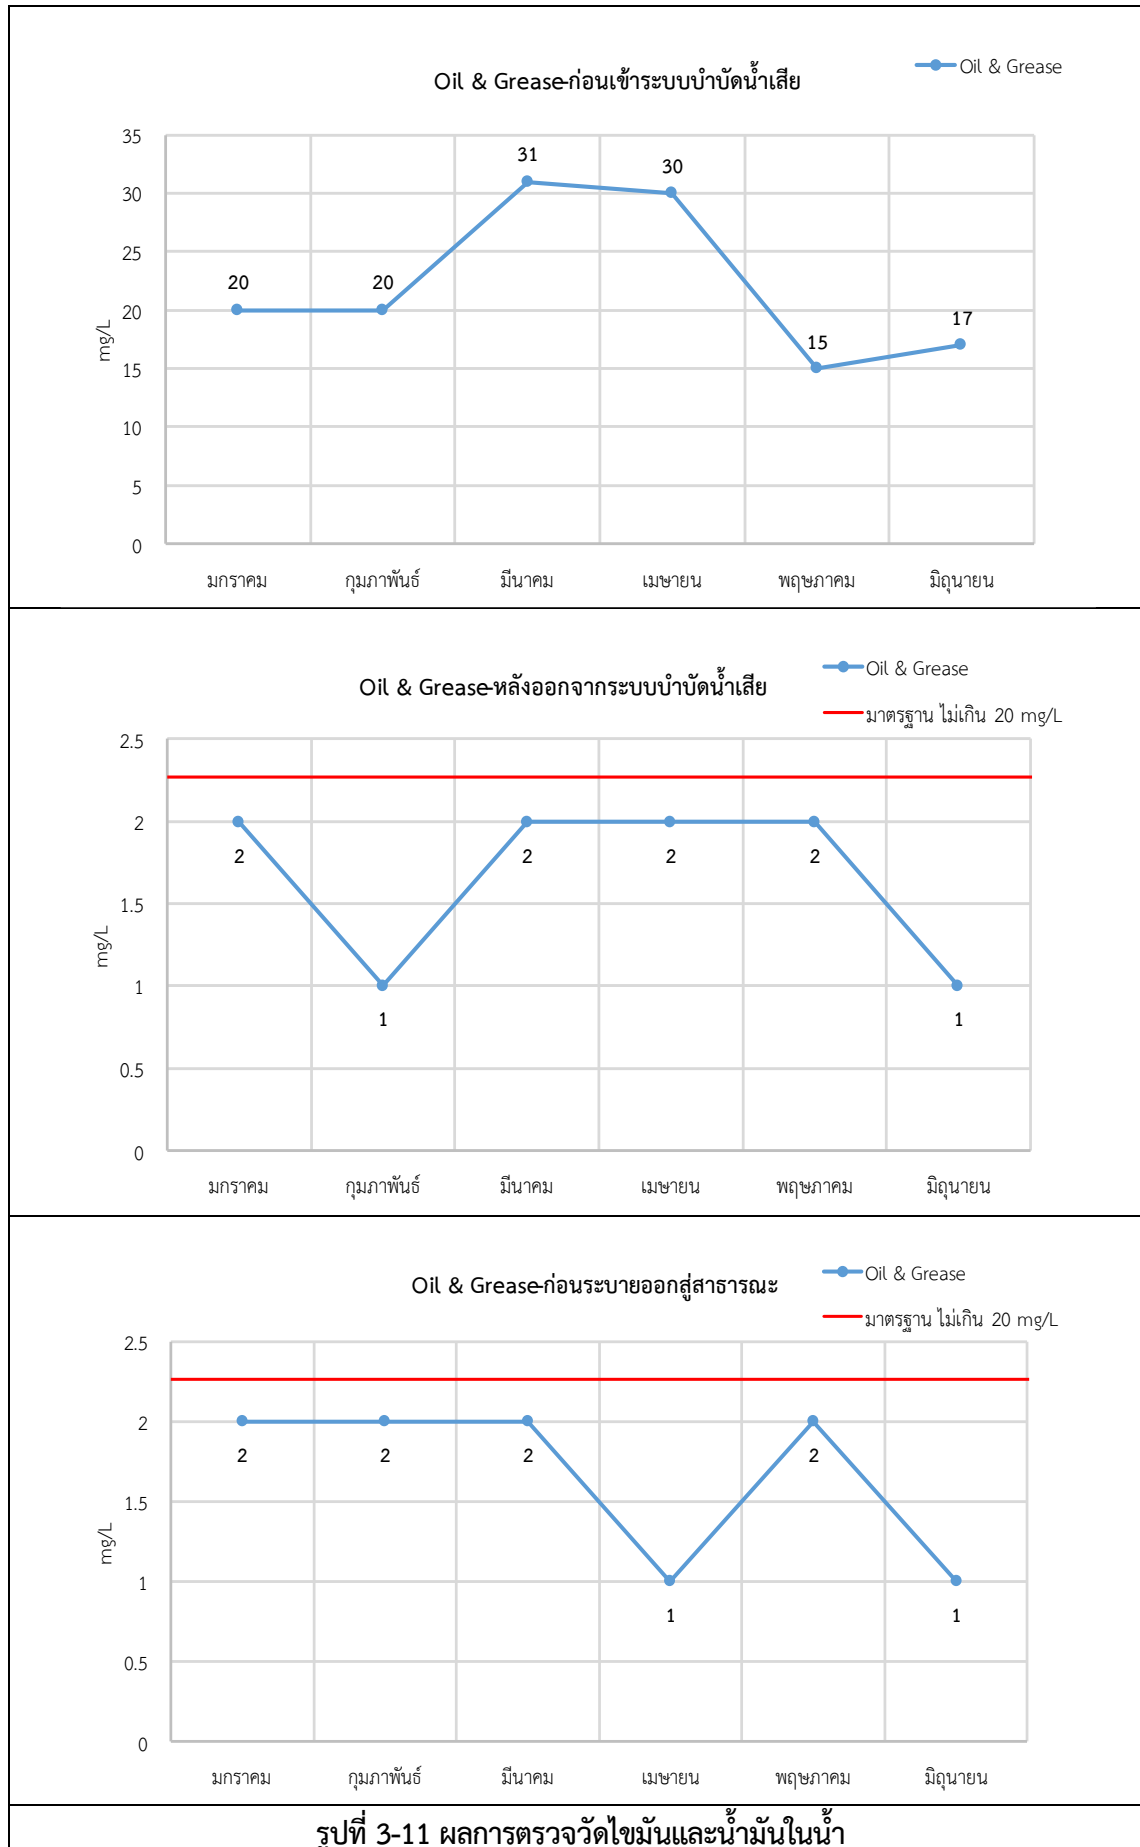 Oil & Grease-ก่อนเข้าระบบบำบัดน้ำเสีย
Oil & Grease
35
30
25
20
15
10
5
0
mg/L
20
20
31
30
15
17
มกราคม กุมภาพันธ์ มีนาคม เมษายน พฤษภาคม มิถุนายน
Oil & Grease-หลังออกจากระบบบำบัดน้ำเสีย
Oil & Grease
มาตรฐาน ไม่เกิน 20 mg/L
2.5
2
1.5
1
0.5
0
mg/L
2
1
2
2
2
1
มกราคม กุมภาพันธ์ มีนาคม เมษายน พฤษภาคม มิถุนายน
Oil & Grease-ก่อนระบายออกสู่สาธารณะ
Oil & Grease
มาตรฐาน ไม่เกิน 20 mg/L
2.5
2
1.5
1
0.5
0
mg/L
2
2
2
1
2
1
มกราคม กุมภาพันธ์ มีนาคม เมษายน พฤษภาคม มิถุนายน
รูปที่ 3-11 ผลการตรวจวัดไขมันและน้ำมันในน้ำ